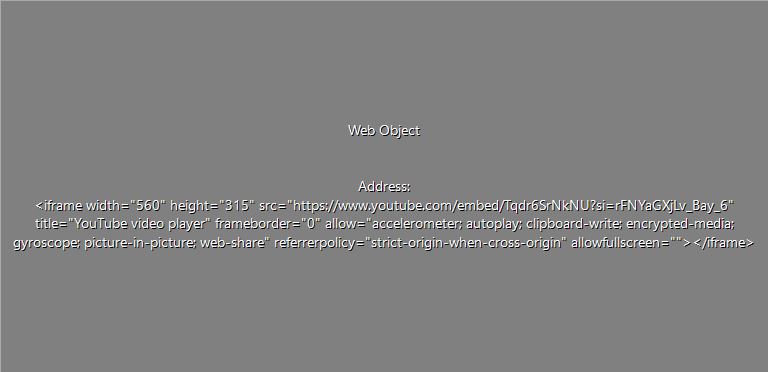 Web Object
Address:
<iframe width="560" height="315" src="https://www.youtube.com/embed/Tqdr6SrNkNU?si=rFNYaGXjLv_Bay_6"
title="YouTube video player" frameborder="0" allow="accelerometer; autoplay; clipboard-write; encrypted-media;
gyroscope; picture-in-picture; web-share" referrerpolicy="strict-origin-when-cross-origin" allowfullscreen=""></iframe>